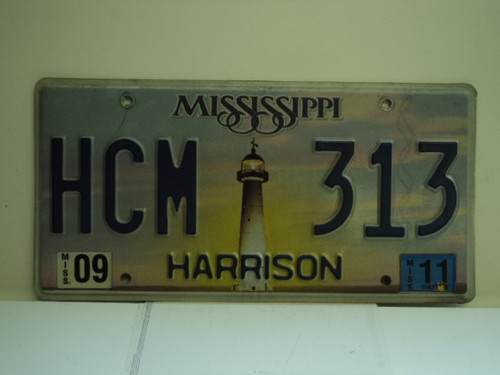 MISSISSIPPI
HCM 313
MISS. 09
HARRISON
MISS. 11